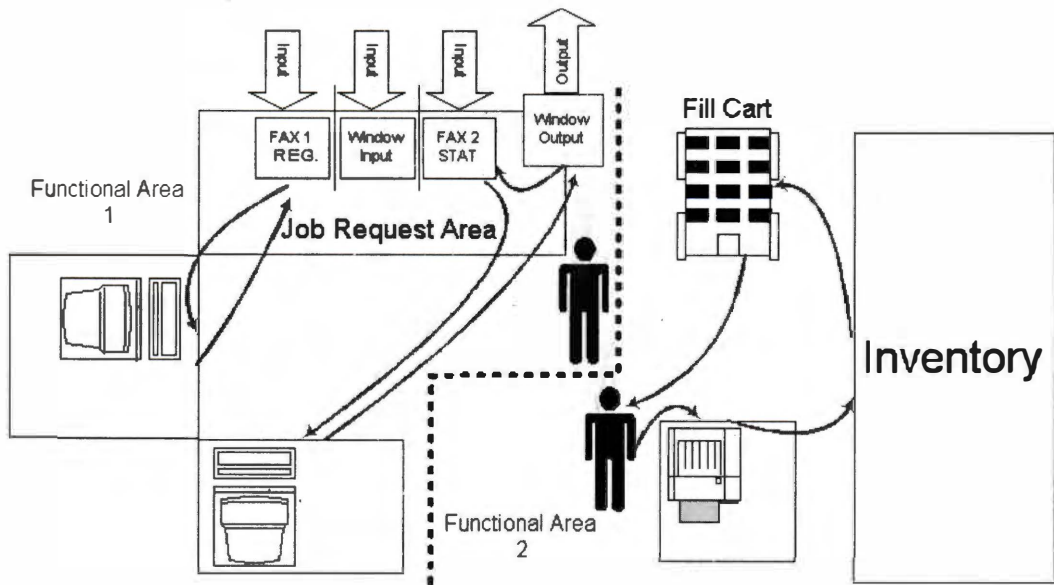 Input
Input
Input
Output
FAX 1
REG.
Window
Input
FAX 2
STAT
Window
Output
Fill Cart
Functional Area
1
Job Request Area
Inventory
Functional Area
2